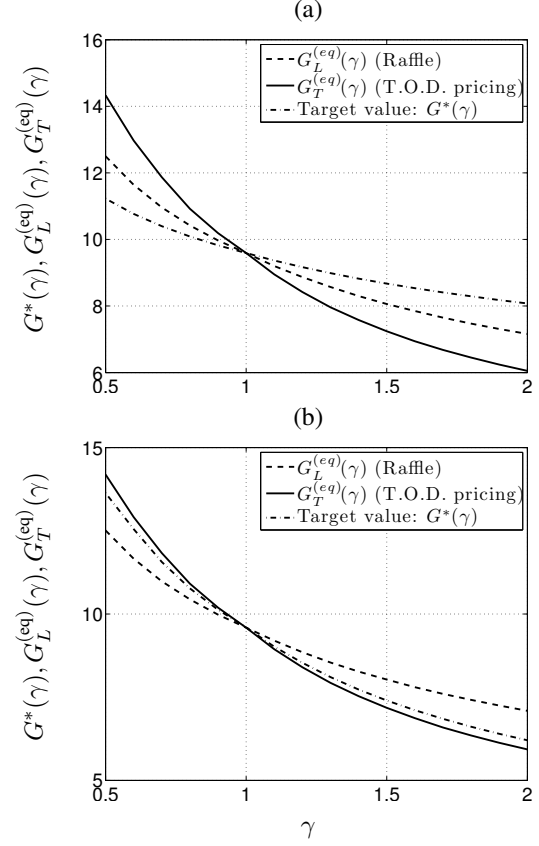 (a)
16
14
12
10
8
6
0.5
1
1.5
2
G*(γ), G_L^(eq)(γ), G_T^(eq)(γ)
G_L^(eq)(γ) (Raffle)
G_T^(eq)(γ) (T.O.D. pricing)
Target value: G*(γ)
(b)
15
10
5
0.5
1
1.5
2
G*(γ), G_L^(eq)(γ), G_T^(eq)(γ)
G_L^(eq)(γ) (Raffle)
G_T^(eq)(γ) (T.O.D. pricing)
Target value: G*(γ)
γ